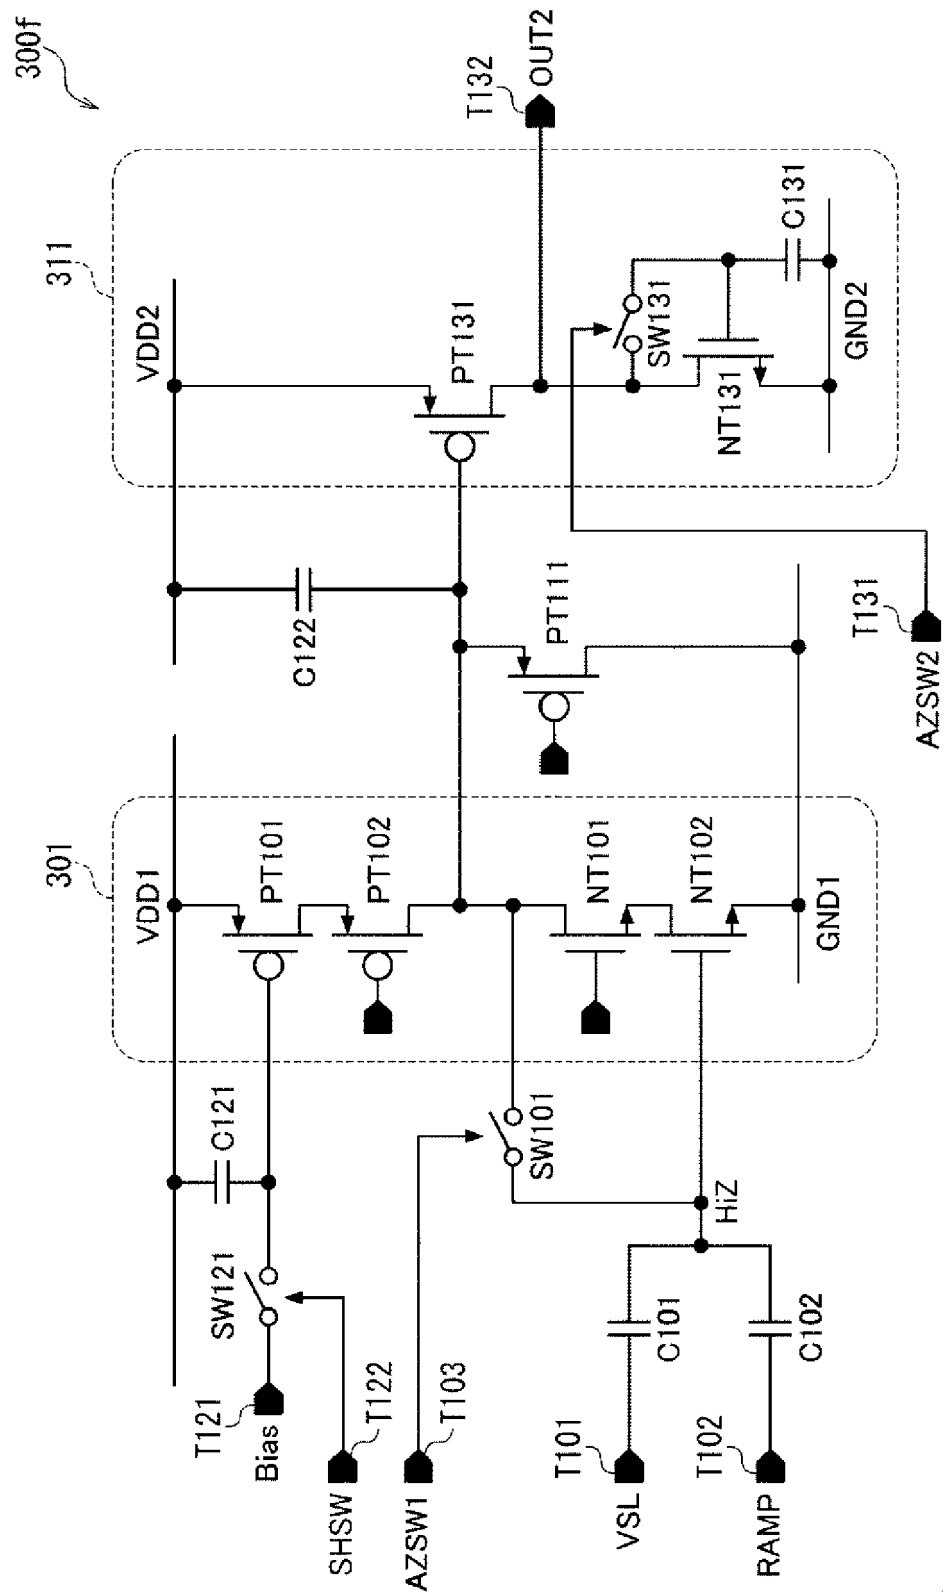 300f
301
311
VDD1
VDD2
C121
PT101
C122
SW121
T121
Bias
PT102
PT131
T132
OUT2
SHSW
T122
AZSW1
T103
SW101
PT111
SW131
NT101
NT131
C131
T101
VSL
C101
HiZ
NT102
T102
RAMP
C102
GND1
GND2
T131
AZSW2